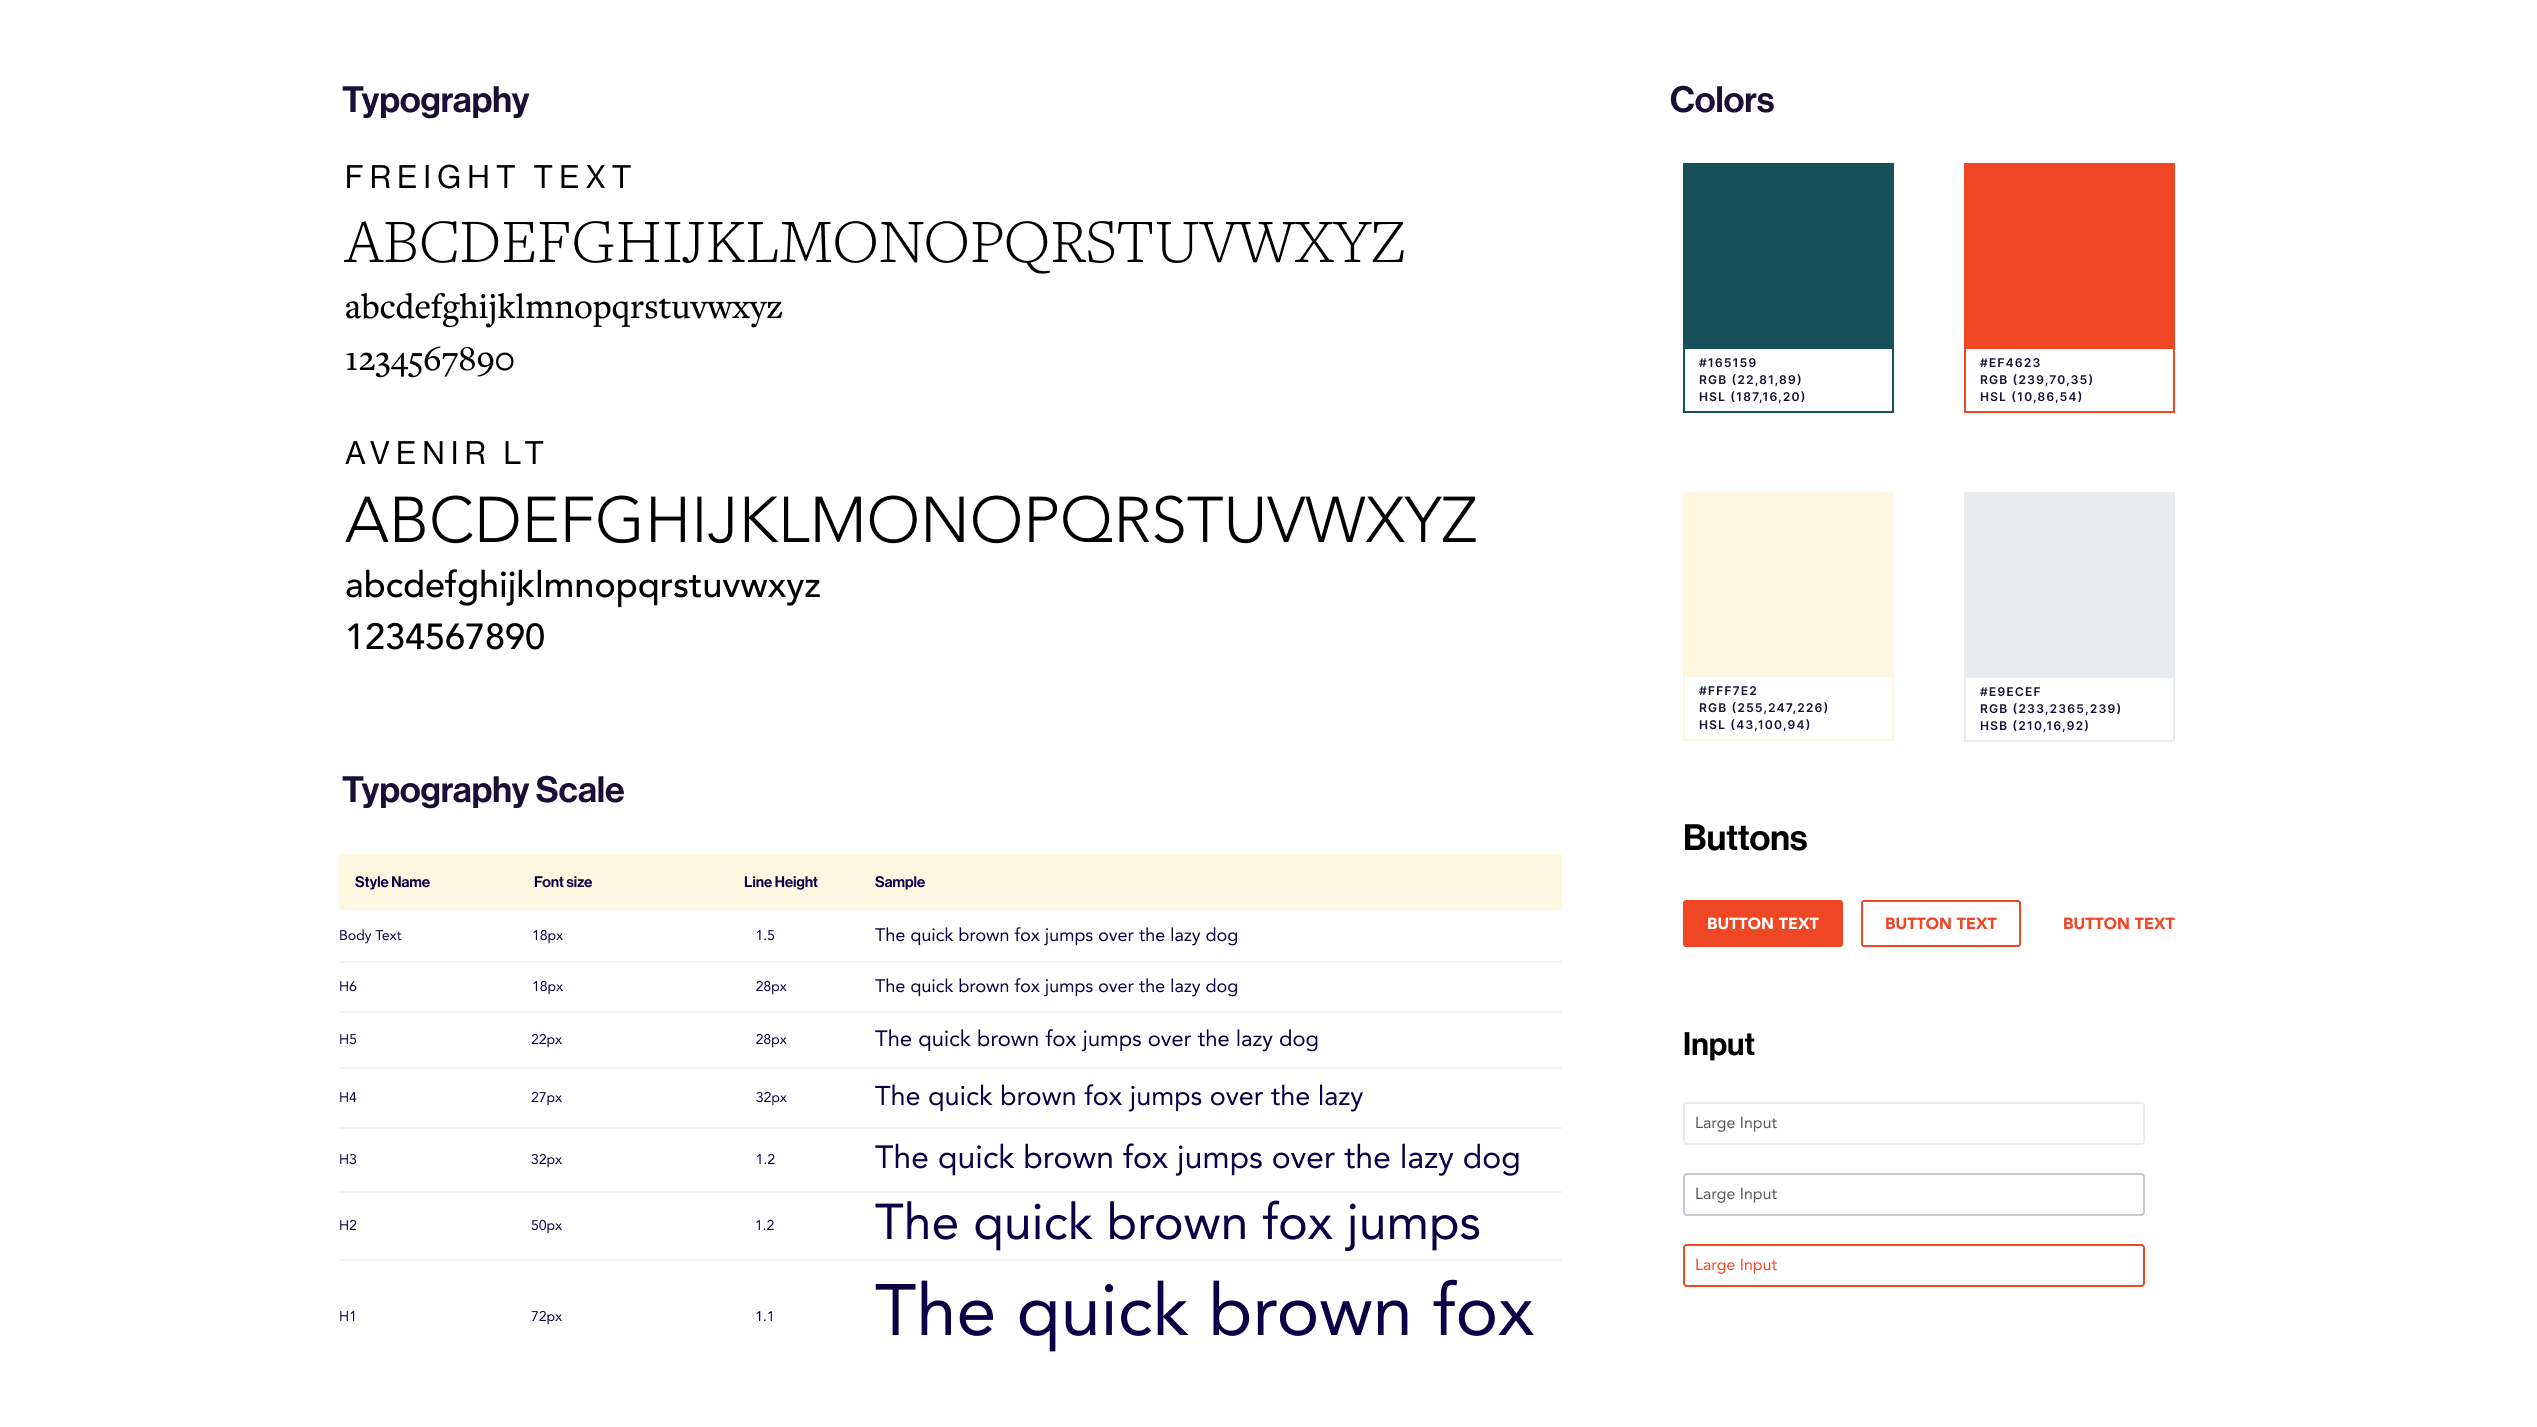 Typography
FREIGHT TEXT
ABCDEFGHIJKLMONOPQRSTUVWXYZ
abcdefghijklmnopqrstuvwxyz
1234567890
AVENIR LT
ABCDEFGHIJKLMONOPQRSTUVWXYZ
abcdefghijklmnopqrstuvwxyz
1234567890
Typography Scale
Style Name Font size Line Height Sample
Body Text 18px 1.5 The quick brown fox jumps over the lazy dog
H6 18px 28px The quick brown fox jumps over the lazy dog
H5 22px 28px The quick brown fox jumps over the lazy dog
H4 27px 32px The quick brown fox jumps over the lazy
H3 32px 1.2 The quick brown fox jumps over the lazy dog
H2 50px 1.2 The quick brown fox jumps
H1 72px 1.1 The quick brown fox
Colors
#165159
RGB (22,81,89)
HSL (187,16,20)
#EF4623
RGB (239,70,35)
HSL (10,86,54)
#FFF7E2
RGB (255,247,226)
HSL (43,100,94)
#E9ECEF
RGB (233,2365,239)
HSB (210,16,92)
Buttons
BUTTON TEXT BUTTON TEXT BUTTON TEXT
Input
Large Input
Large Input
Large Input